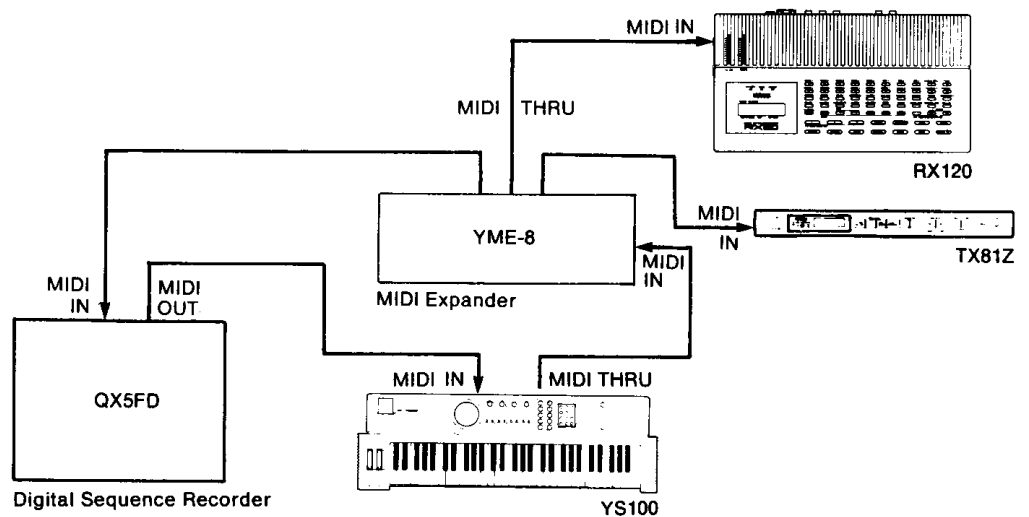 MIDI IN
MIDI THRU
RX120
YME-8
MIDI
IN
TX81Z
MIDI
IN
MIDI Expander
MIDI
IN
MIDI
OUT
QX5FD
MIDI IN
MIDI THRU
Digital Sequence Recorder
YS100